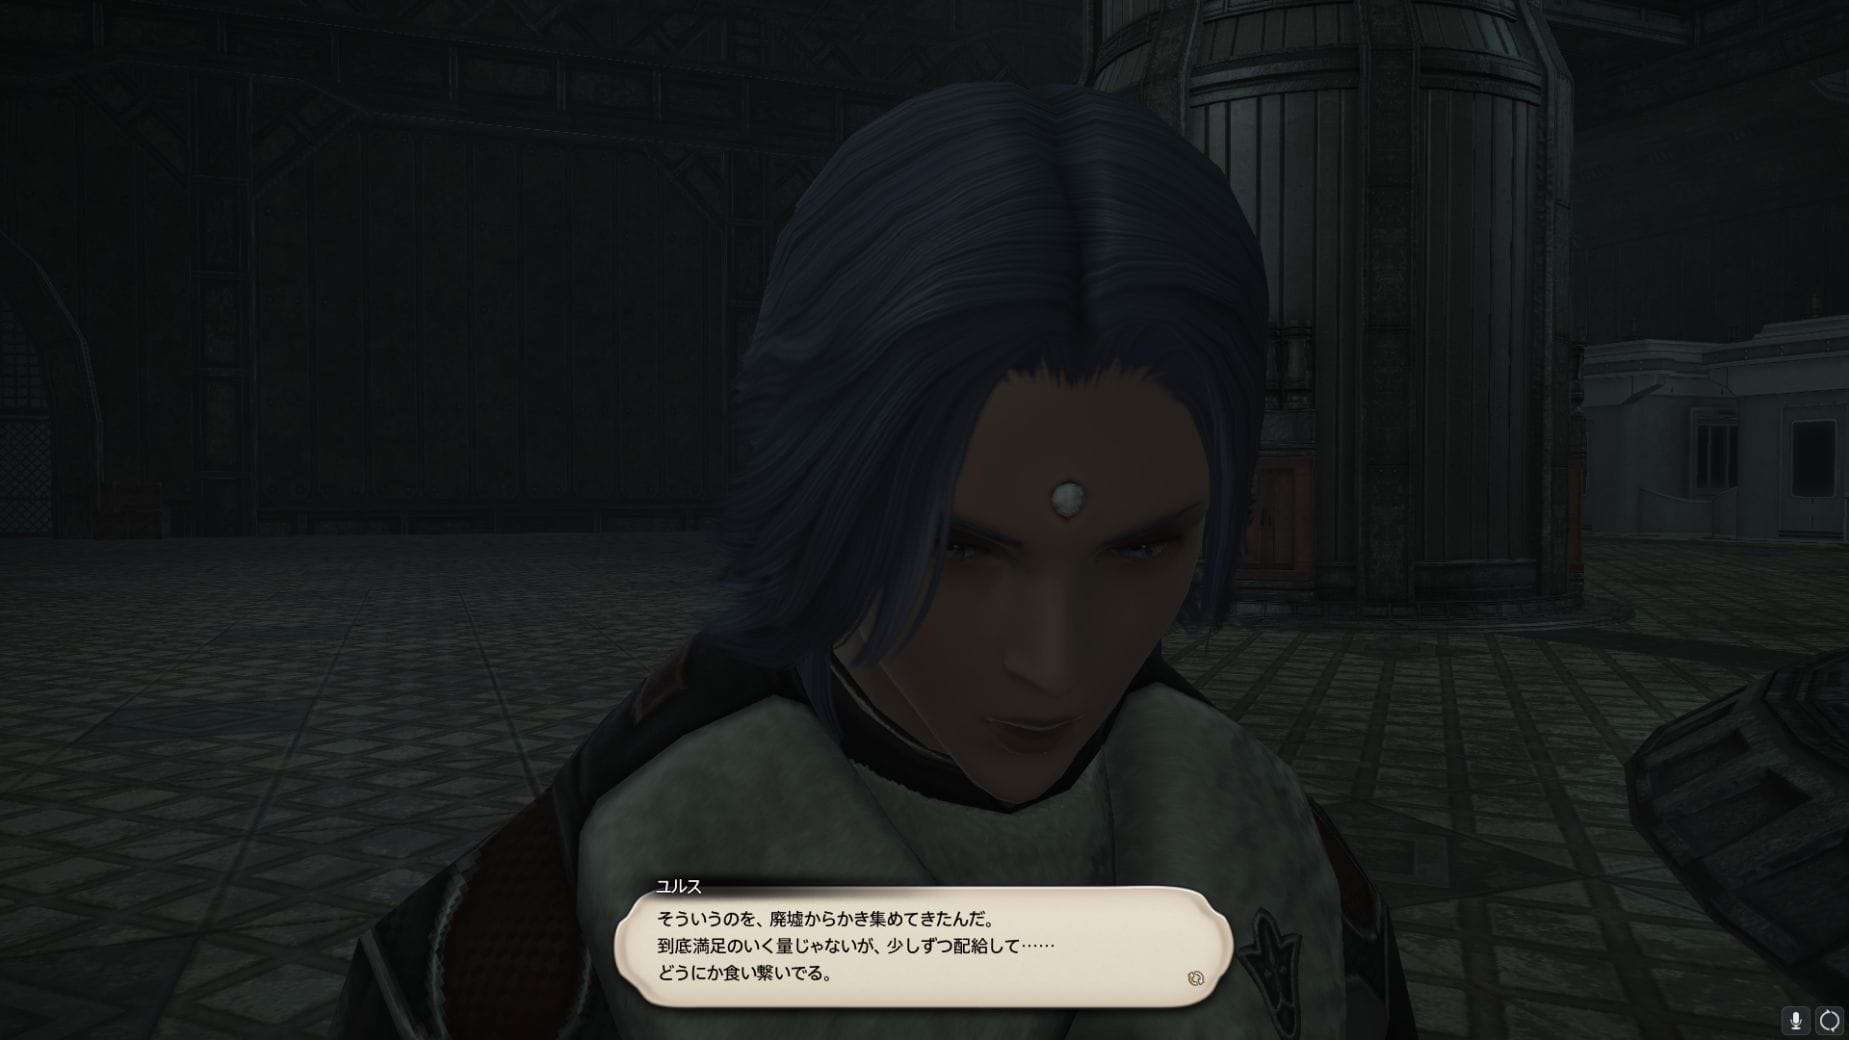 ユルス
そういうのを、廃墟からかき集めてきたんだ。
到底満足のいく量じゃないが、少しずつ配給して……
どうにか食い繋いでる。